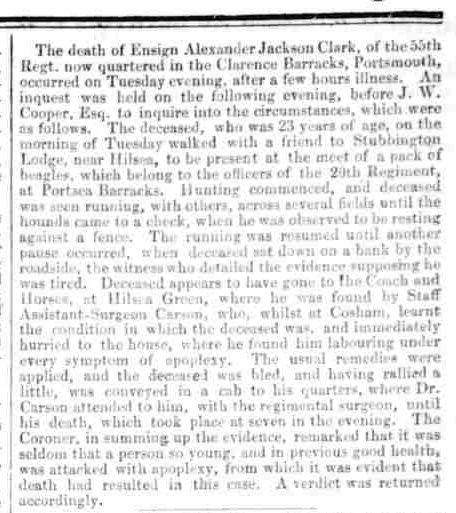 The death of Ensign Alexander Jackson Clark, of the 55th
Regt. now quartered in the Clarence Barracks, Portsmouth,
occurred on Tuesday evening, after a few hours illness. An
inquest was held on the following evening, before J. W.
Cooper, Esq. to inquire into the circumstances, which were
as follows. The deceased, who was 23 years of age, on the
morning of Tuesday walked with a friend to Stubbington
Lodge, near Hilsea, to be present at the meet of a pack of
beagles, which belong to the officers of the 20th Regiment,
at Portsea Barracks. Hunting commenced, and deceased
was seen running, with others, across several fields until the
hounds came to a check, when he was observed to be resting
against a fence. The running was resumed until another
pause occurred, when deceased sat down on a bank by the
roadside, the witness who detailed the evidence supposing he
was tired. Deceased appears to have gone to the Coach and
Horses, at Hilsea Green, where he was found by Staff
Assistant-Surgeon Carson, who, whilst at Cosham, learnt
the condition in which the deceased was, and immediately
hurried to the house, where he found him labouring under
every symptom of apoplexy. The usual remedies were
applied, and the deceased was bled, and having rallied a
little, was conveyed in a cab to his quarters, where Dr.
Carson attended to him, with the regimental surgeon, until
his death, which took place at seven in the evening. The
Coroner, in summing up the evidence, remarked that it was
seldom that a person so young, and in previous good health,
was attacked with apoplexy, from which it was evident that
death had resulted in this case. A verdict was returned
accordingly.